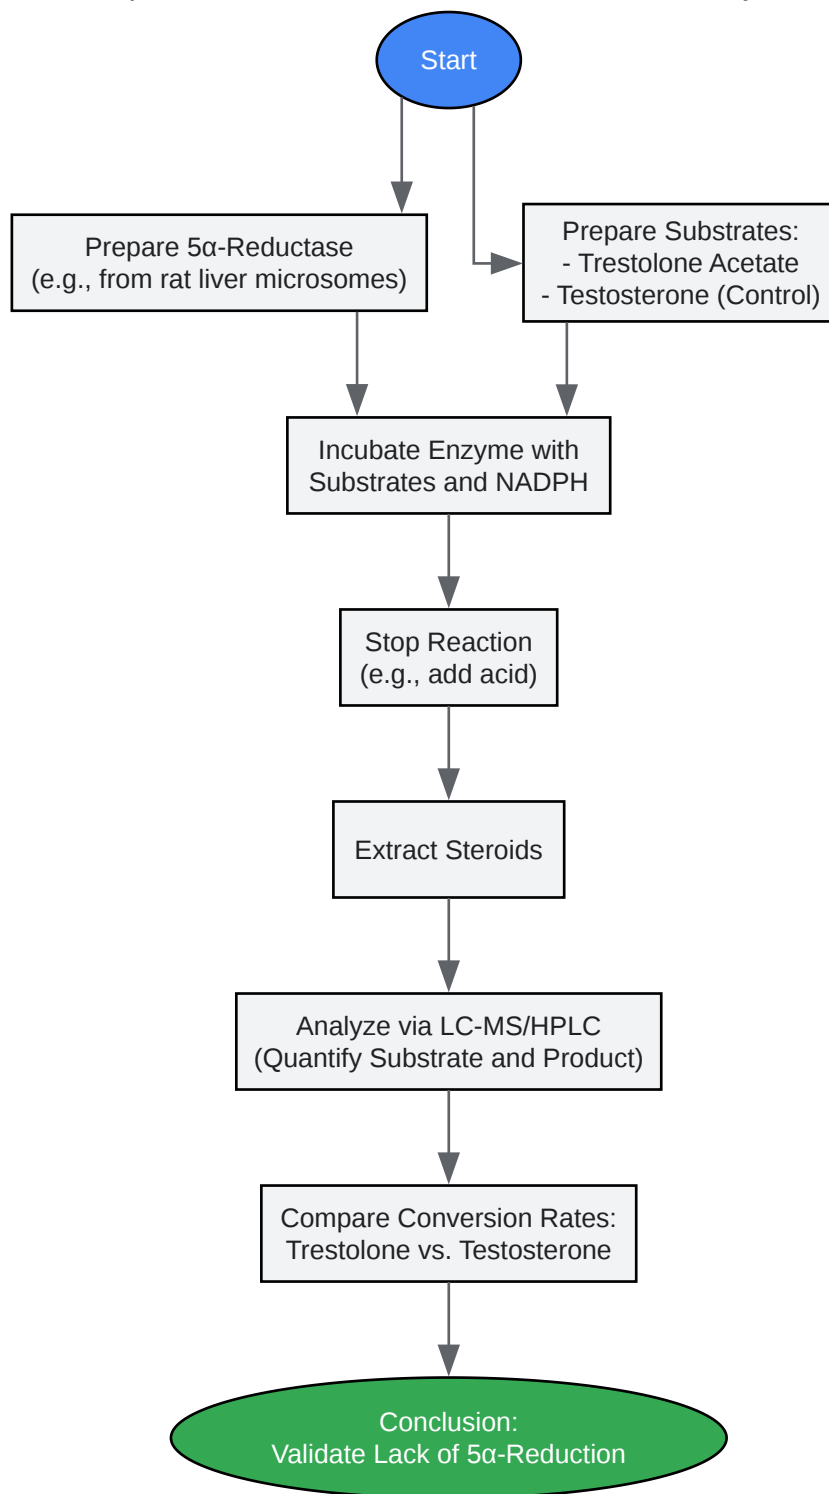 Start
Prepare 5α-Reductase
(e.g., from rat liver microsomes)
Prepare Substrates:
- Trestolone Acetate
- Testosterone (Control)
Incubate Enzyme with
Substrates and NADPH
Stop Reaction
(e.g., add acid)
Extract Steroids
Analyze via LC-MS/HPLC
(Quantify Substrate and Product)
Compare Conversion Rates:
Trestolone vs. Testosterone
Conclusion:
Validate Lack of 5α-Reduction